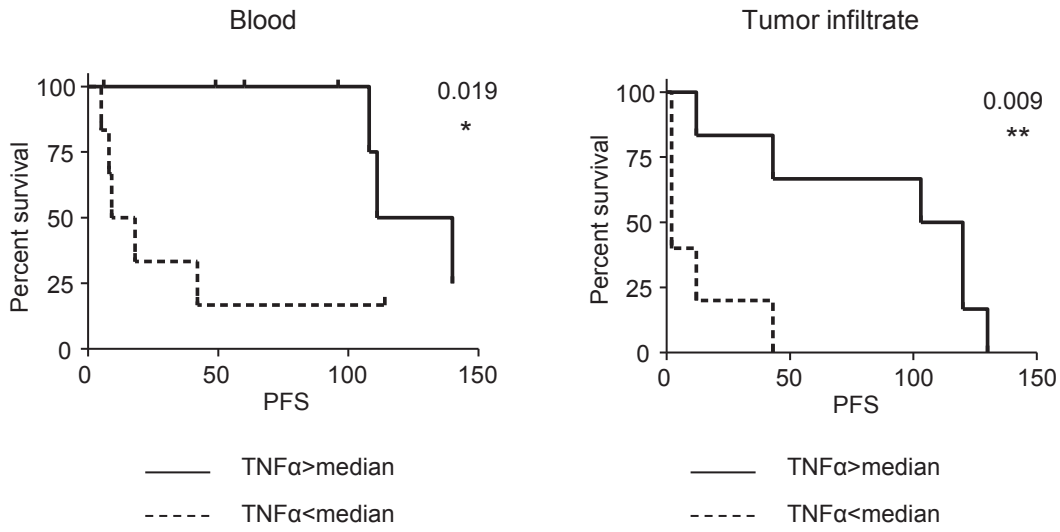 Blood
Percent survival
100
75
50
25
0
0.019
*
0 50 100 150
PFS
TNFα>median
TNFα<median
Tumor infiltrate
Percent survival
100
75
50
25
0
0.009
**
0 50 100 150
PFS
TNFα>median
TNFα<median